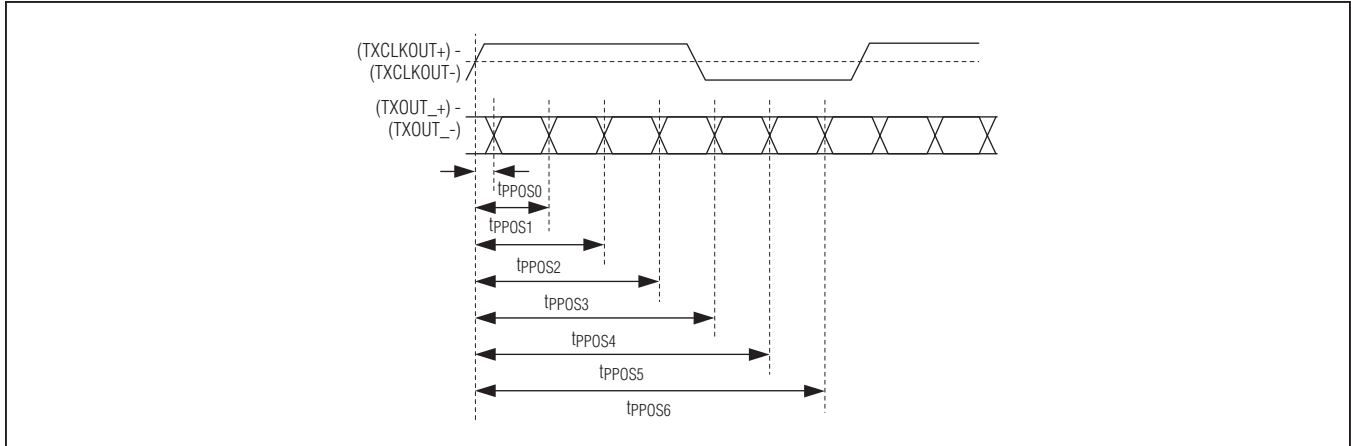 (TXCLKOUT+) -
(TXCLKOUT-)
(TXOUT_+) -
(TXOUT_-)
tPPOS0
tPPOS1
tPPOS2
tPPOS3
tPPOS4
tPPOS5
tPPOS6